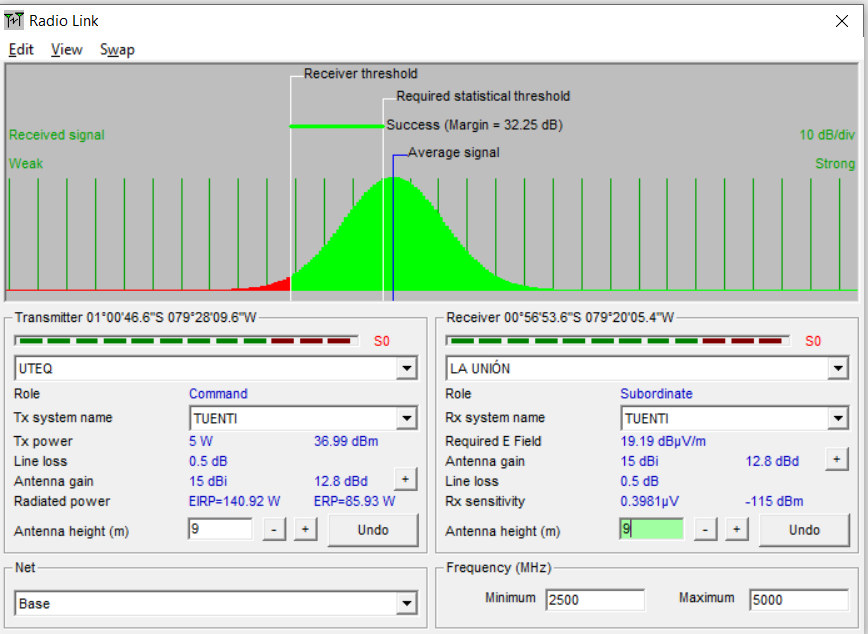 Radio Link
Edit View Swap
Receiver threshold
Required statistical threshold
Success (Margin = 32.25 dB)
Received signal 10 dB/div
Average signal
Weak Strong
Transmitter 01°00'46.6"S 079°28'09.6"W
S0
UTEQ
Role Command
Tx system name TUENTI
Tx power 5 W 36.99 dBm
Line loss 0.5 dB
Antenna gain 15 dBi 12.8 dBd +
Radiated power EIRP=140.92 W ERP=85.93 W
Antenna height (m) 9 - + Undo
Net
Base
Receiver 00°56'53.6"S 079°20'05.4"W
S0
LA UNIÓN
Role Subordinate
Rx system name TUENTI
Required E Field 19.19 dBµV/m
Antenna gain 15 dBi 12.8 dBd +
Line loss 0.5 dB
Rx sensitivity 0.3981µV -115 dBm
Antenna height (m) 9 - + Undo
Frequency (MHz)
Minimum 2500 Maximum 5000